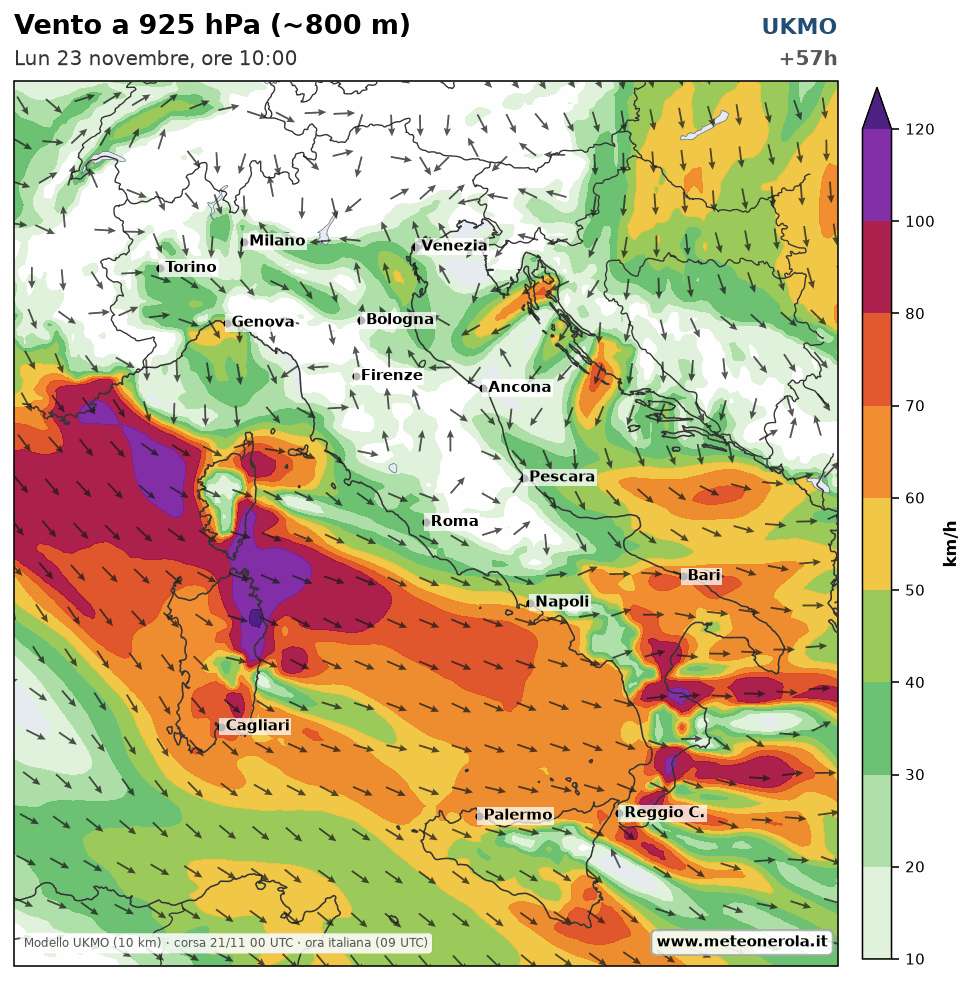 Vento a 925 hPa (~800 m)
UKMO
Lun 23 novembre, ore 10:00
+57h
120
100
80
70
60
50
40
30
20
10
km/h
Milano
Venezia
Torino
Genova
Bologna
Firenze
Ancona
Pescara
Roma
Bari
Napoli
Cagliari
Palermo
Reggio C.
Modello UKMO (10 km) · corsa 21/11 00 UTC · ora italiana (09 UTC)
www.meteonerola.it